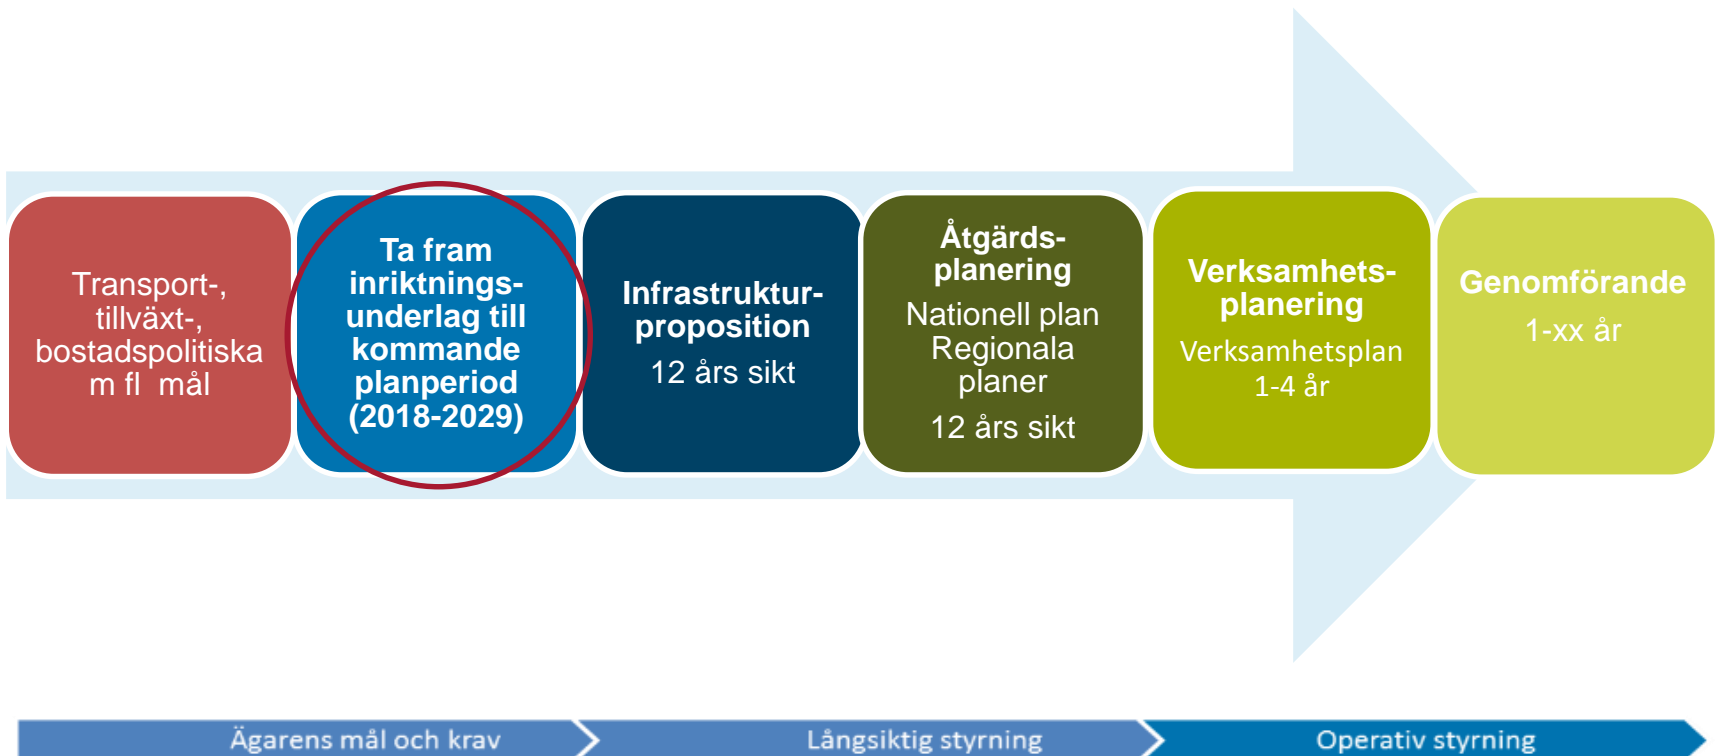 Transport-,
tillväxt-,
bostadspolitiska
m fl mål
Ta fram
inriktnings-
underlag till
kommande
planperiod
(2018-2029)
Infrastruktur-
proposition
12 års sikt
Åtgärds-
planering
Nationell plan
Regionala
planer
12 års sikt
Verksamhets-
planering
Verksamhetsplan
1-4 år
Genomförande
1-xx år
Ägarens mål och krav
Långsiktig styrning
Operativ styrning